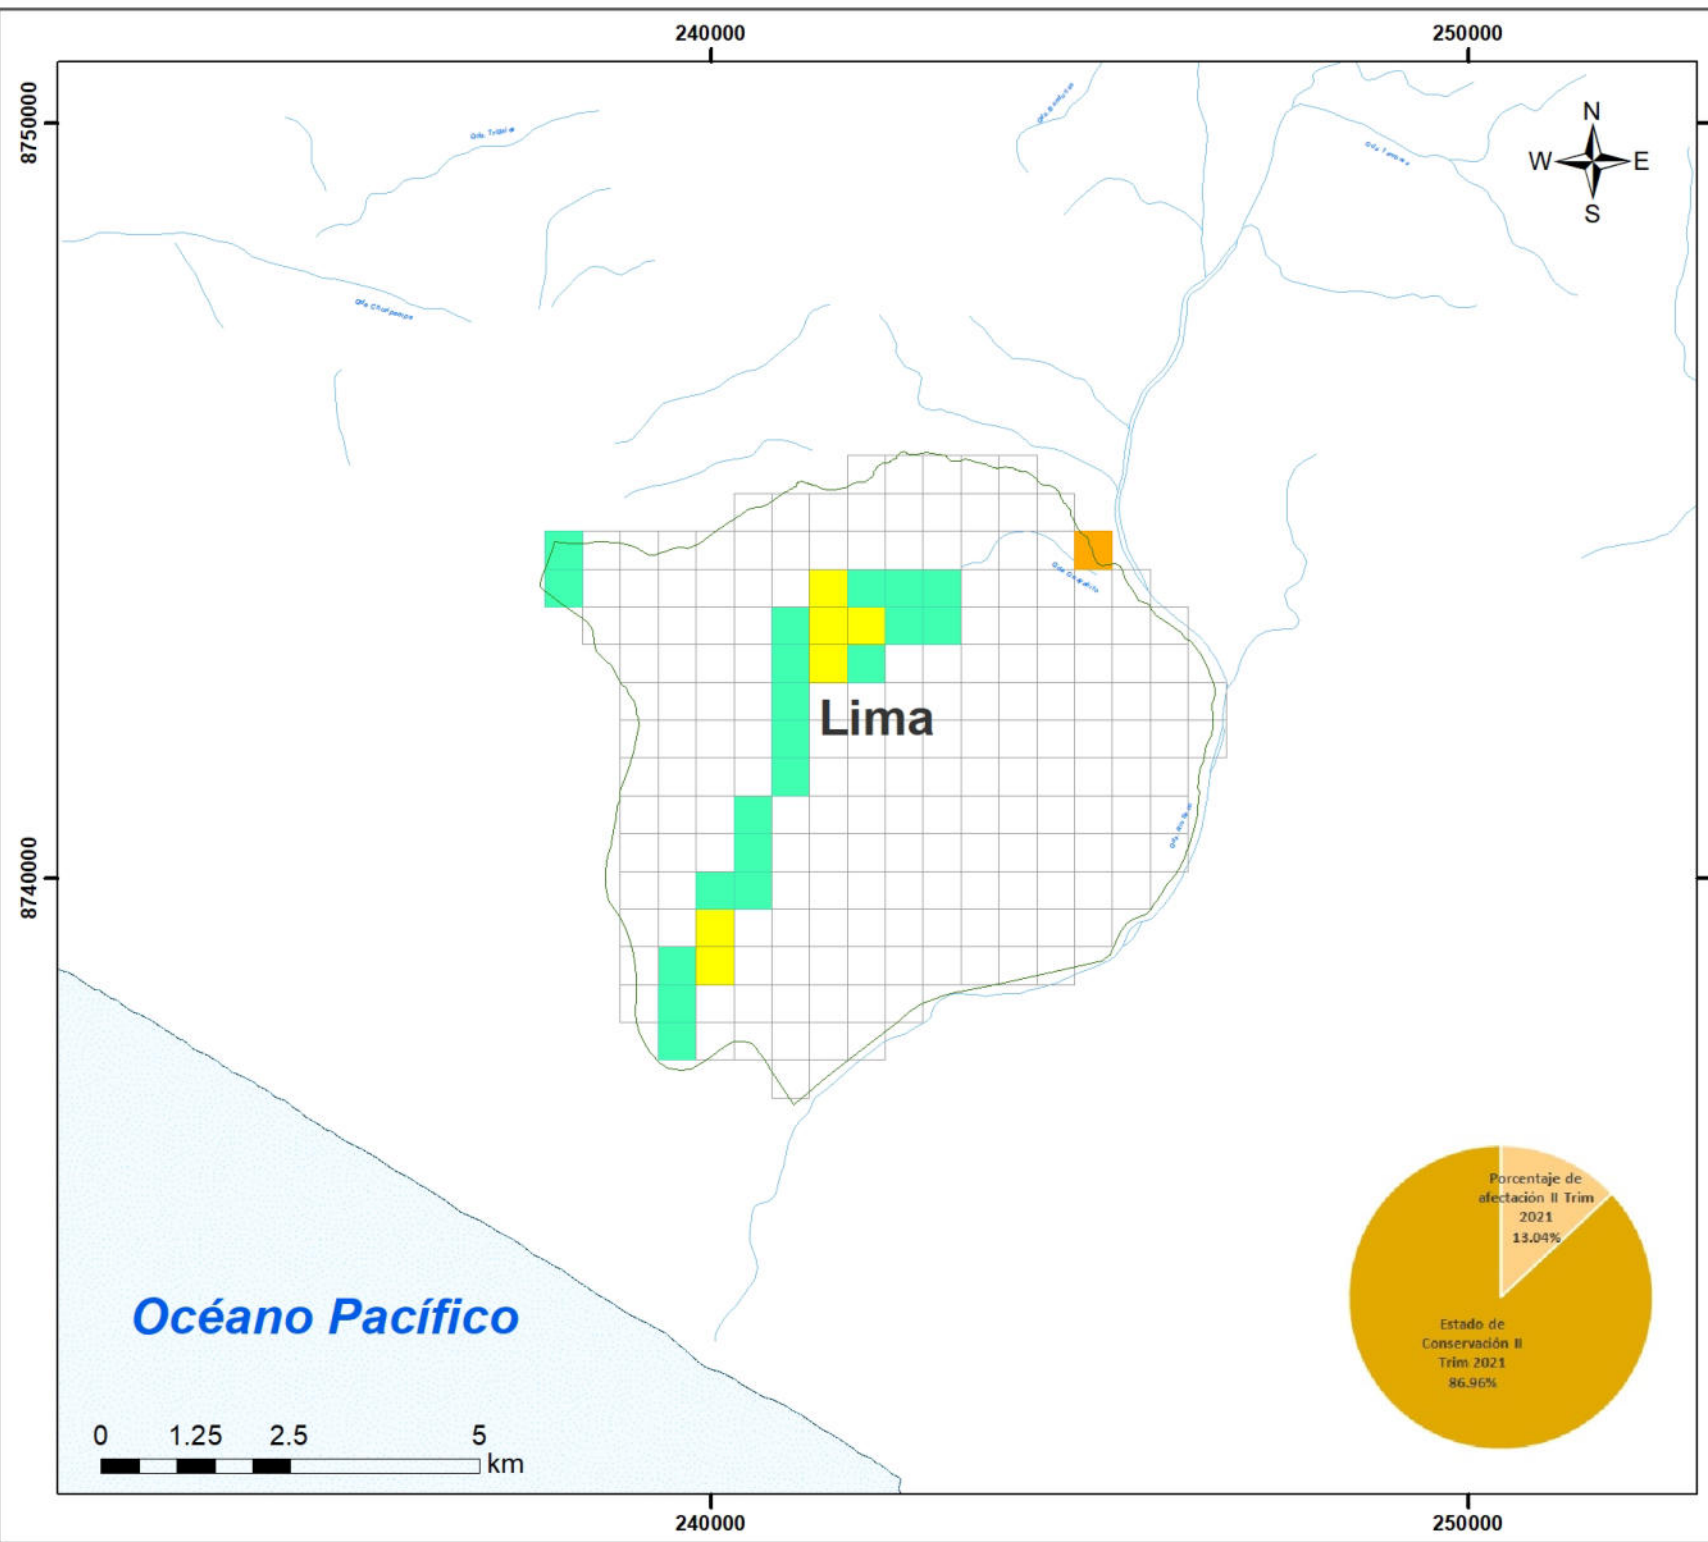 240000
250000
8750000
8740000
N
W
E
S
Lima
Océano Pacífico
0
1.25
2.5
5
km
Porcentaje de
afectación II Trim
2021
13.04%
Estado de
Conservación II
Trim 2021
86.96%
240000
250000